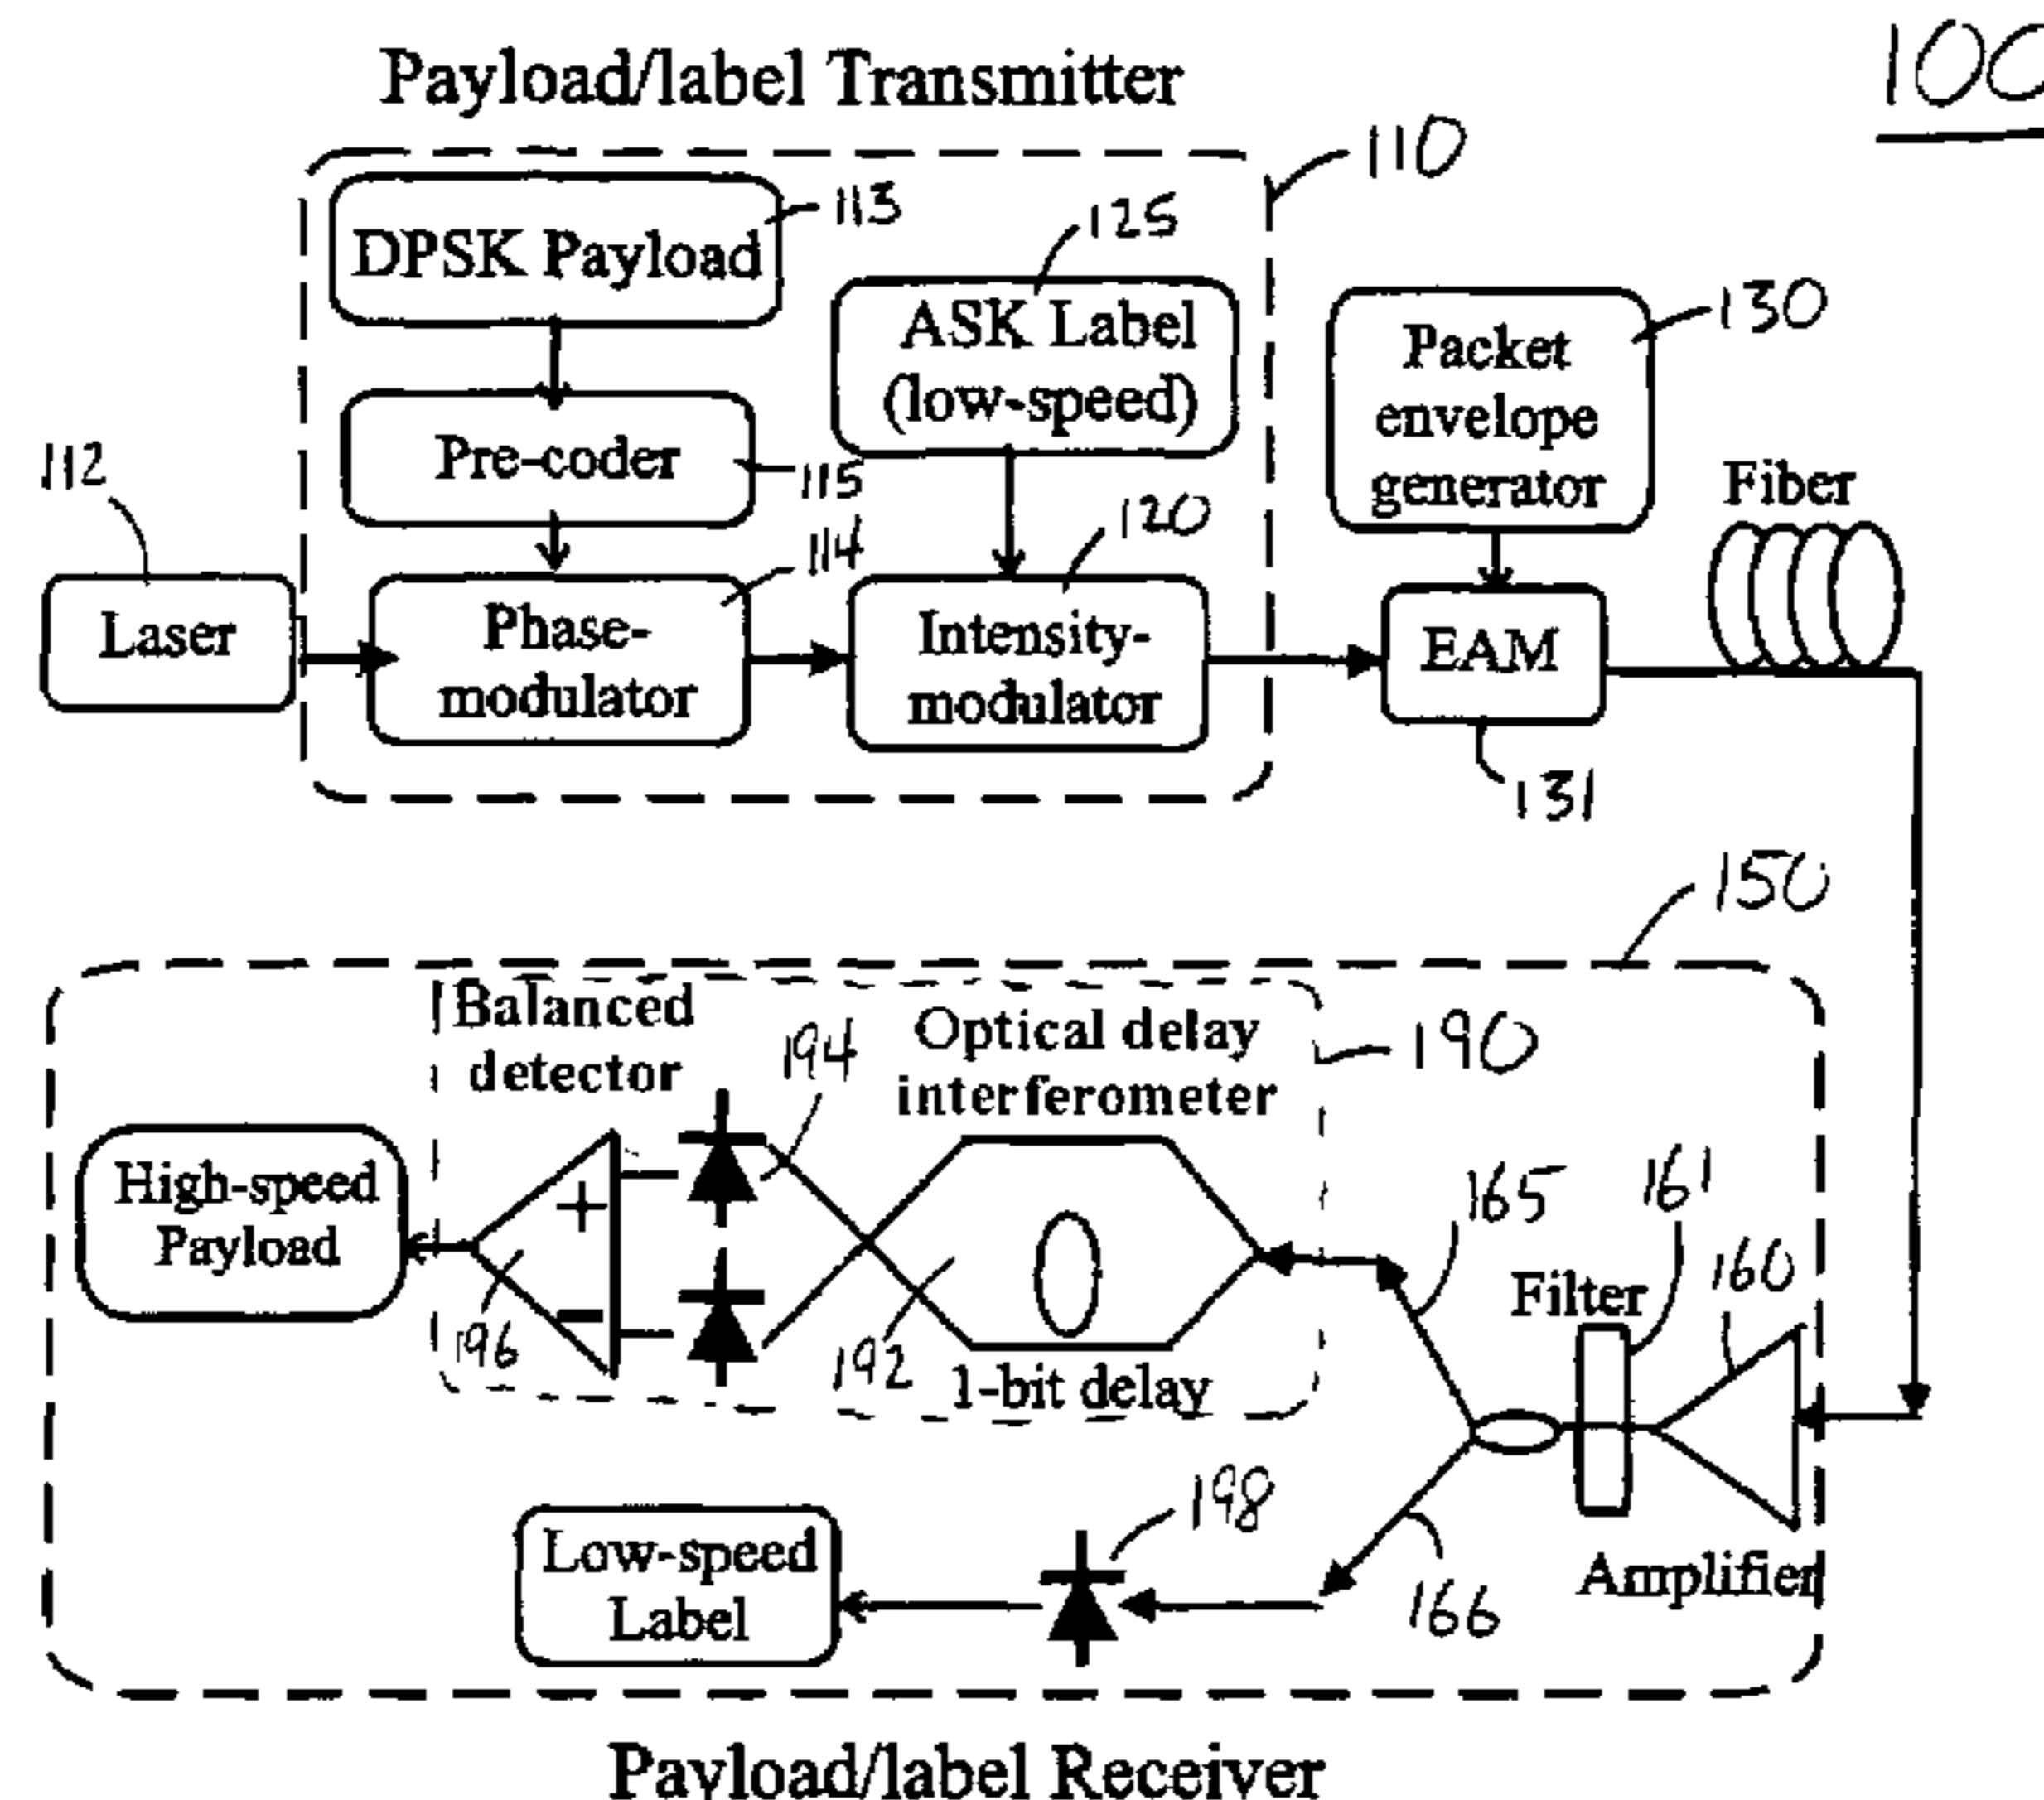 100
Payload/label Transmitter
110
DPSK Payload
113
125
ASK Label
(low-speed)
Packet
envelope
generator
130
Pre-coder
115
112
120
Fiber
114
Laser
Phase-
modulator
Intensity-
modulator
EAM
131
150
Balanced
detector
194
Optical delay
interferometer
190
High-speed
Payload
+
−
196
192
1-bit delay
165
161
Filter
160
198
Low-speed
Label
166
Amplifier
Payload/label Receiver